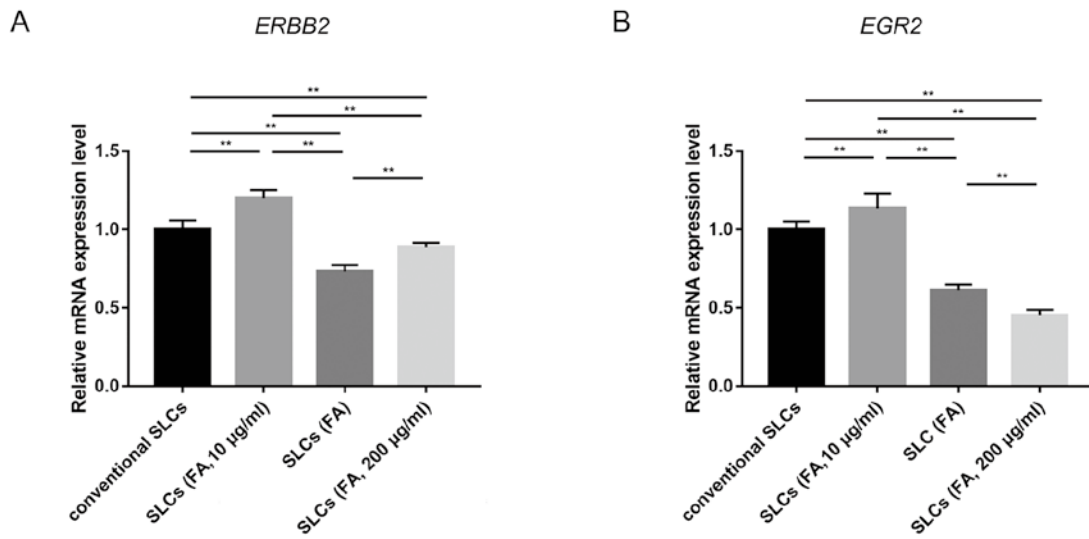 A
ERBB2
**
**
**
**
**
**
Relative mRNA expression level
1.5
1.0
0.5
0.0
conventional SLCs
SLCs (FA, 10 µg/ml)
SLCs (FA)
SLCs (FA, 200 µg/ml)
B
EGR2
**
**
**
**
**
**
Relative mRNA expression level
1.5
1.0
0.5
0.0
conventional SLCs
SLCs (FA, 10 µg/ml)
SLC (FA)
SLCs (FA, 200 µg/ml)